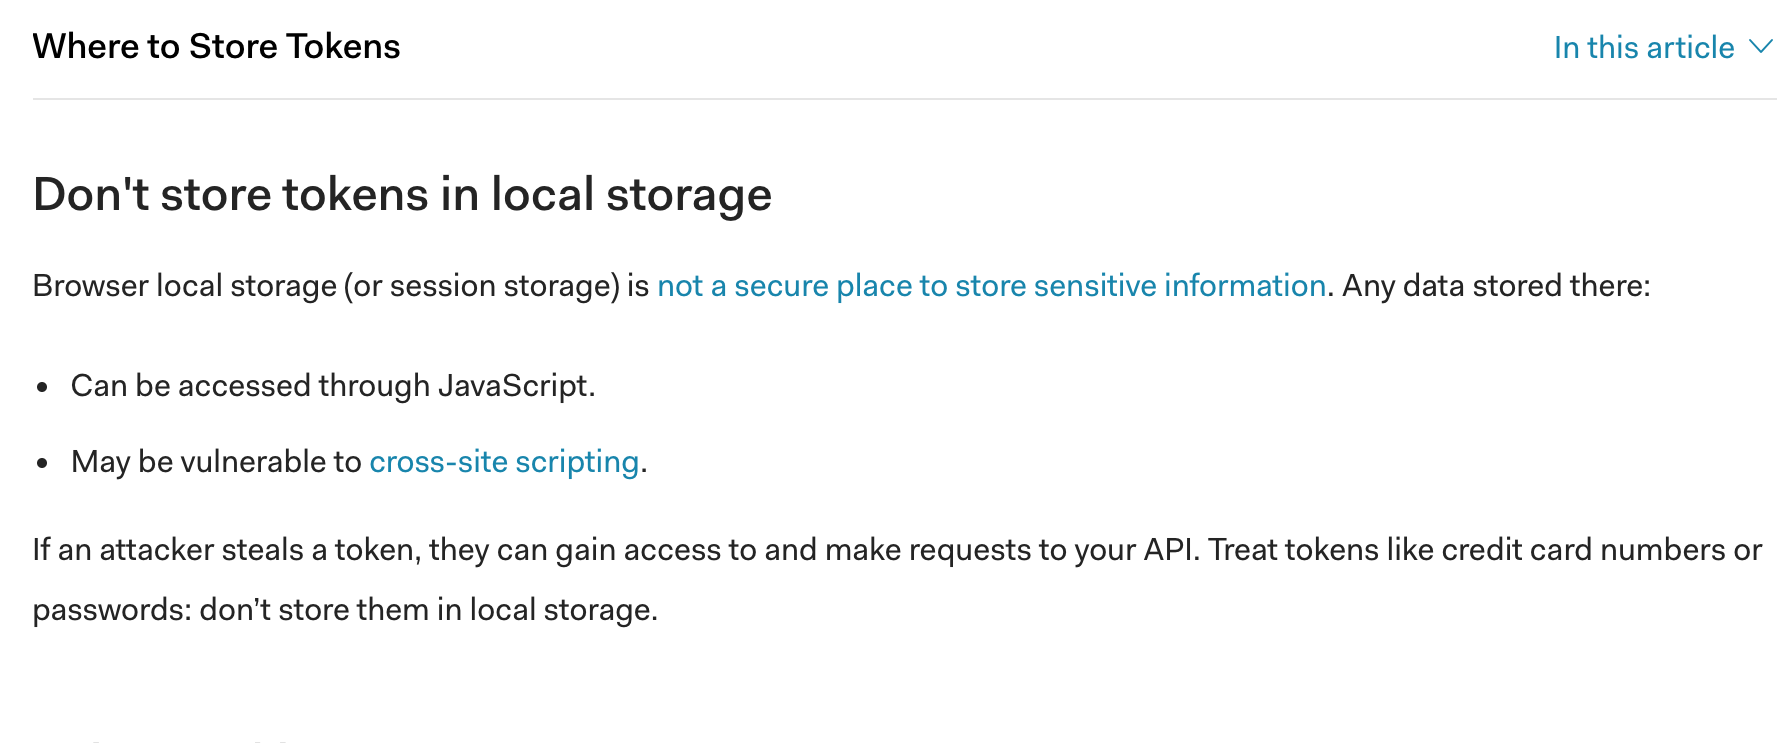 Where to Store Tokens
In this article
Don't store tokens in local storage
Browser local storage (or session storage) is not a secure place to store sensitive information. Any data stored there:
• Can be accessed through JavaScript.
• May be vulnerable to cross-site scripting.
If an attacker steals a token, they can gain access to and make requests to your API. Treat tokens like credit card numbers or
passwords: don’t store them in local storage.